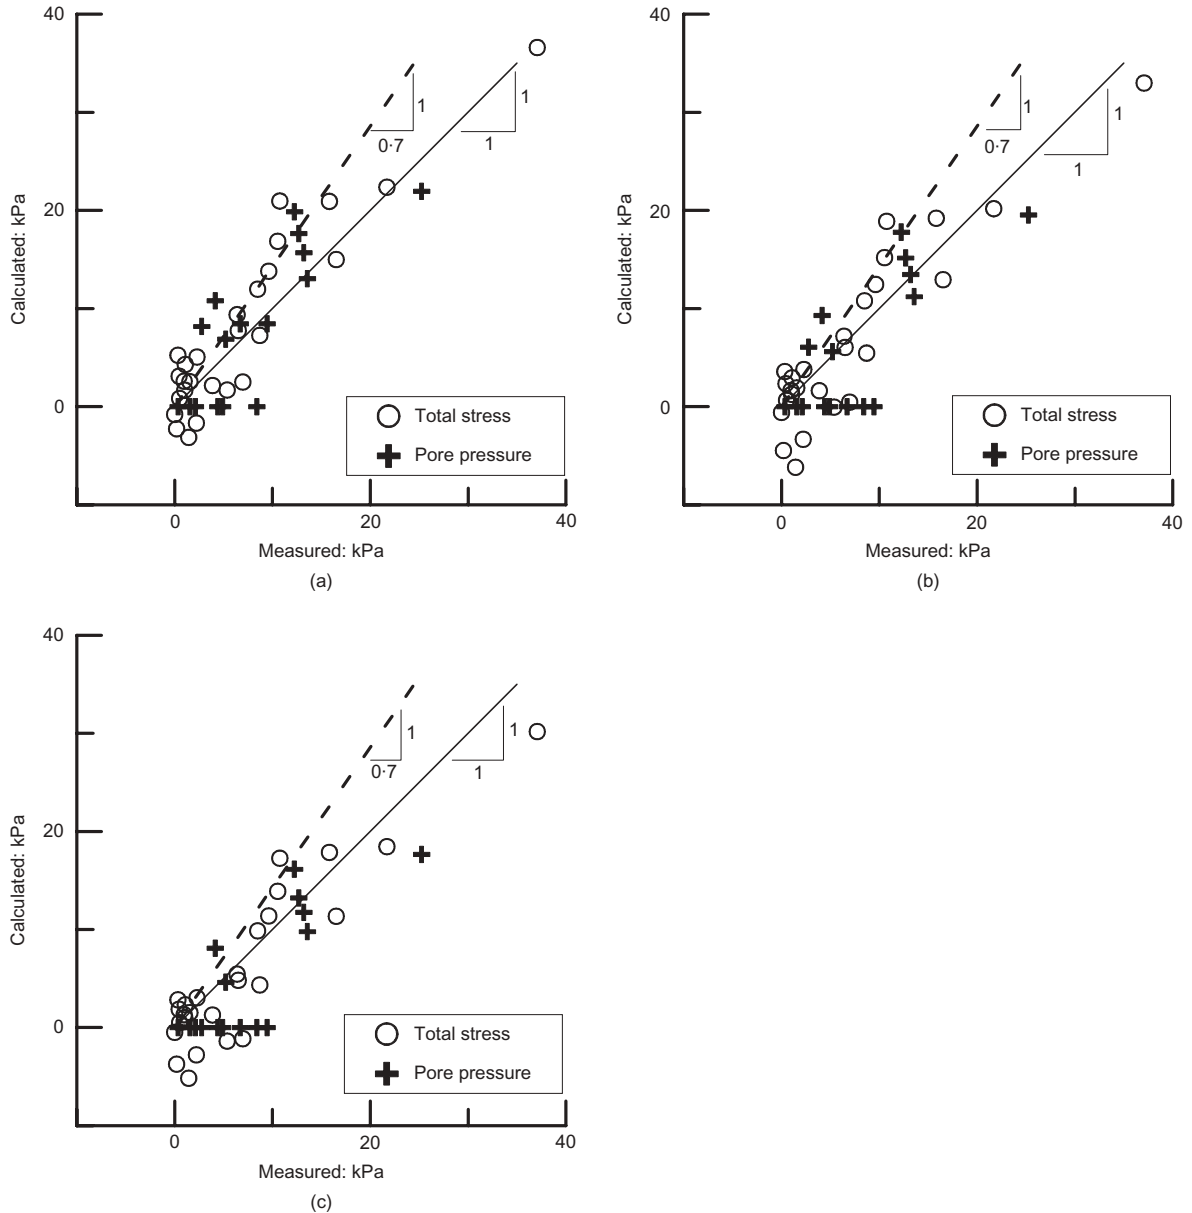 40
20
0
Calculated: kPa
1
0·7
1
1
Total stress
Pore pressure
0
20
40
Measured: kPa
(a)
40
20
0
Calculated: kPa
1
0·7
1
1
Total stress
Pore pressure
0
20
40
Measured: kPa
(b)
40
20
0
Calculated: kPa
1
0·7
1
1
Total stress
Pore pressure
0
20
40
Measured: kPa
(c)